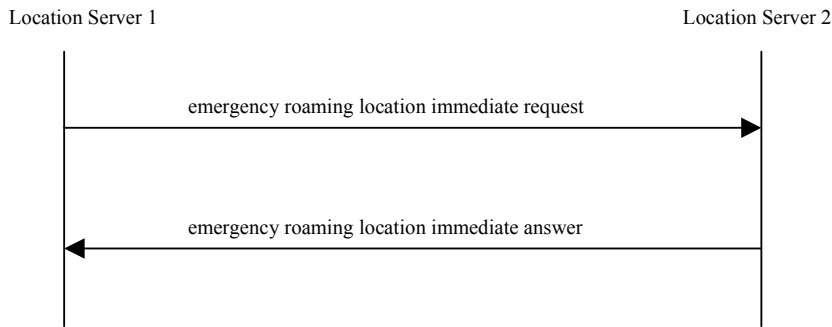 Location Server 1
Location Server 2
emergency roaming location immediate request
emergency roaming location immediate answer